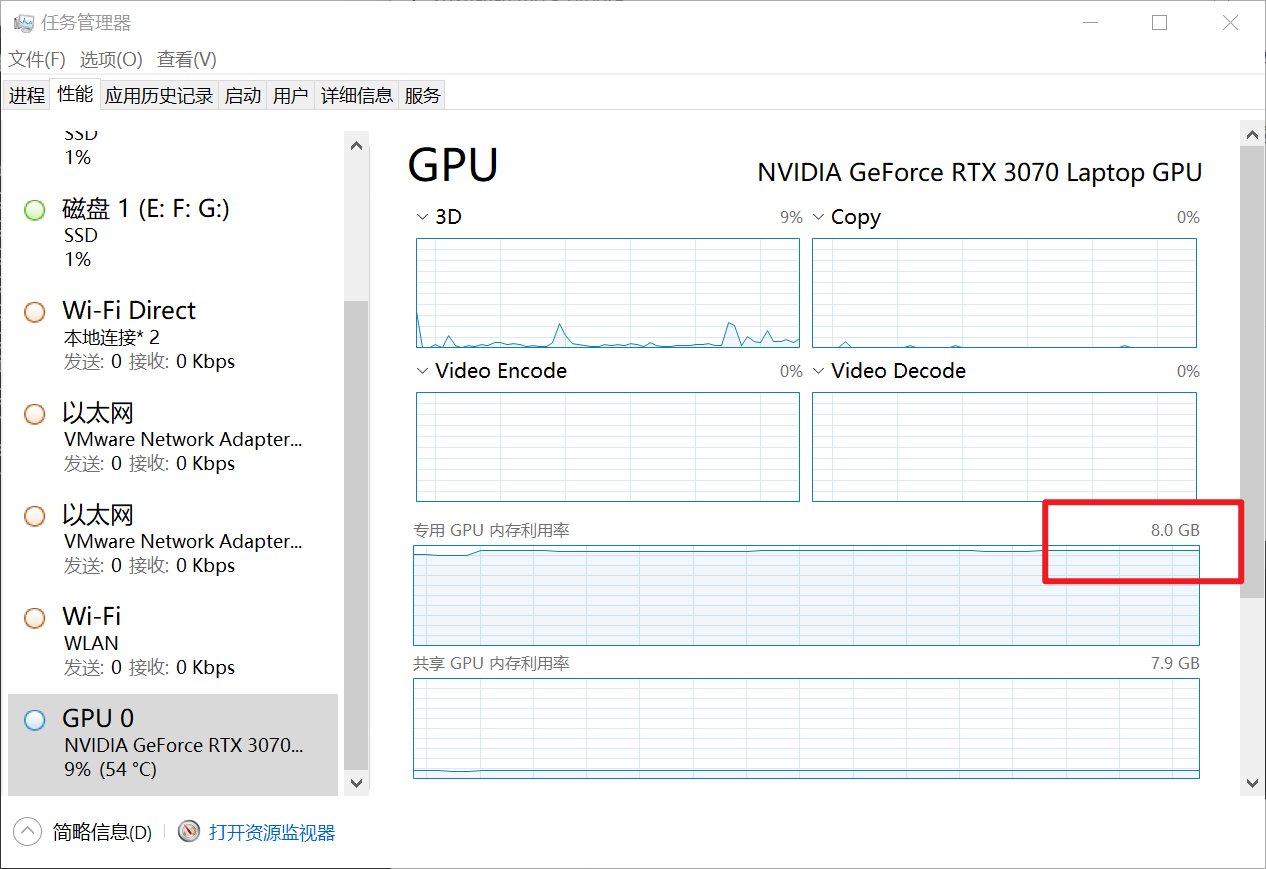 任务管理器
文件(F) 选项(O) 查看(V)
进程 性能 应用历史记录 启动 用户 详细信息 服务
SSD
1%
磁盘 1 (E: F: G:)
SSD
1%
Wi-Fi Direct
本地连接* 2
发送: 0 接收: 0 Kbps
以太网
VMware Network Adapter...
发送: 0 接收: 0 Kbps
以太网
VMware Network Adapter...
发送: 0 接收: 0 Kbps
Wi-Fi
WLAN
发送: 0 接收: 0 Kbps
GPU 0
NVIDIA GeForce RTX 3070...
9% (54 °C)
GPU
NVIDIA GeForce RTX 3070 Laptop GPU
3D 9%
Copy 0%
Video Encode 0%
Video Decode 0%
专用 GPU 内存利用率 8.0 GB
共享 GPU 内存利用率 7.9 GB
简略信息(D)
打开资源监视器